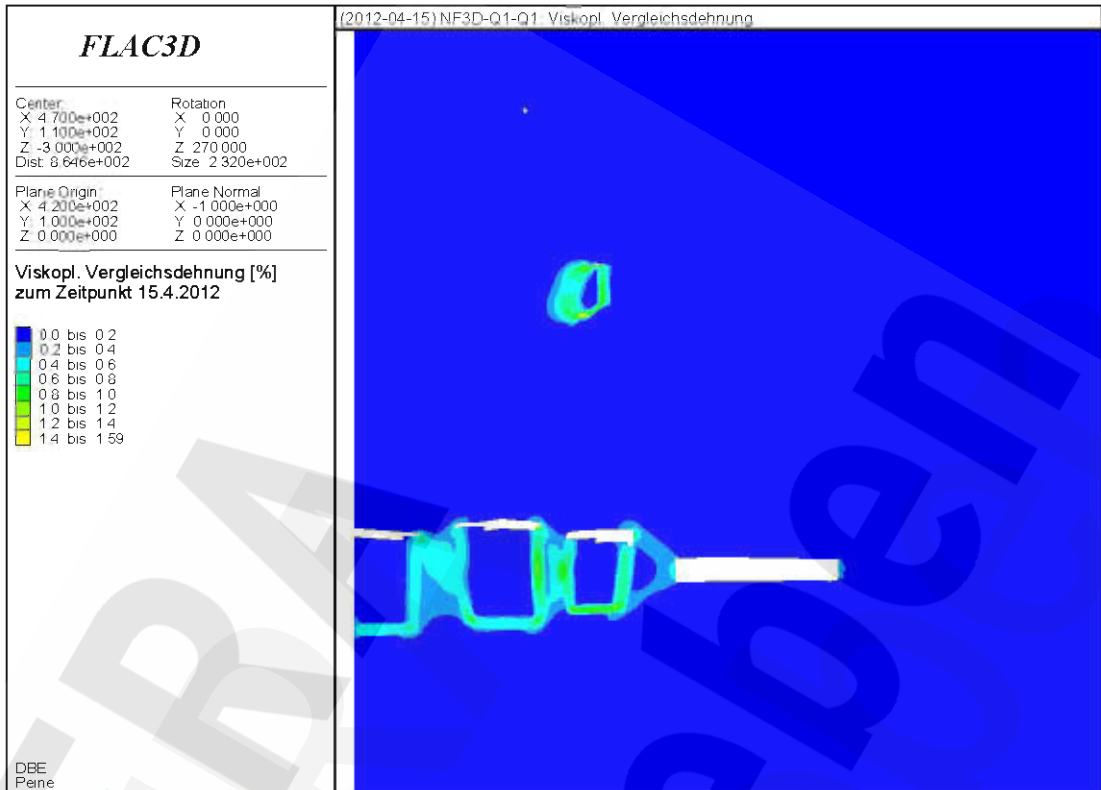 (2012-04-15) NF3D-Q1-Q1: Viskopl. Vergleichsdehnung
FLAC3D
Center: Rotation
X: 4.700e+002 X: 0.000
Y: 1.100e+002 Y: 0.000
Z: -3.000e+002 Z: 270.000
Dist: 8.646e+002 Size: 2.320e+002
Plane Origin: Plane Normal
X: 4.200e+002 X: -1.000e+000
Y: 1.000e+002 Y: 0.000e+000
Z: 0.000e+000 Z: 0.000e+000
Viskopl. Vergleichsdehnung [%]
zum Zeitpunkt 15.4.2012
0.0 bis 0.2
0.2 bis 0.4
0.4 bis 0.6
0.6 bis 0.8
0.8 bis 1.0
1.0 bis 1.2
1.2 bis 1.4
1.4 bis 1.59
DBE
Peine